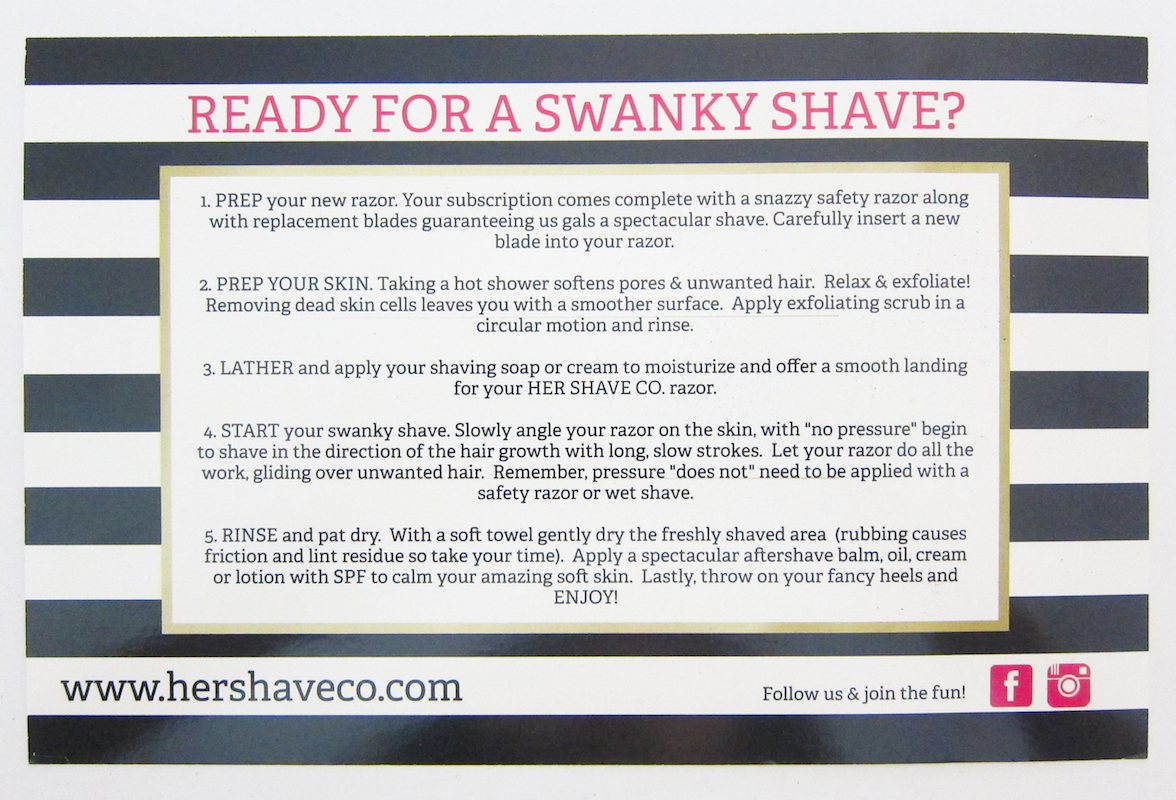 READY FOR A SWANKY SHAVE?
1. PREP your new razor. Your subscription comes complete with a snazzy safety razor along
with replacement blades guaranteeing us gals a spectacular shave. Carefully insert a new
blade into your razor.
2. PREP YOUR SKIN. Taking a hot shower softens pores & unwanted hair. Relax & exfoliate!
Removing dead skin cells leaves you with a smoother surface. Apply exfoliating scrub in a
circular motion and rinse.
3. LATHER and apply your shaving soap or cream to moisturize and offer a smooth landing
for your HER SHAVE CO. razor.
4. START your swanky shave. Slowly angle your razor on the skin, with "no pressure" begin
to shave in the direction of the hair growth with long, slow strokes. Let your razor do all the
work, gliding over unwanted hair. Remember, pressure "does not" need to be applied with a
safety razor or wet shave.
5. RINSE and pat dry. With a soft towel gently dry the freshly shaved area (rubbing causes
friction and lint residue so take your time). Apply a spectacular aftershave balm, oil, cream
or lotion with SPF to calm your amazing soft skin. Lastly, throw on your fancy heels and
ENJOY!
www.hershaveco.com
Follow us & join the fun!